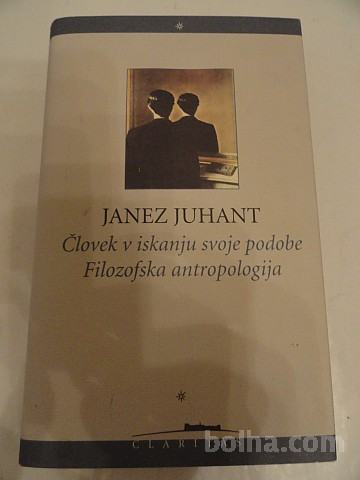 JANEZ JUHANT
Človek v iskanju svoje podobe
Filozofska antropologija
bolha.com